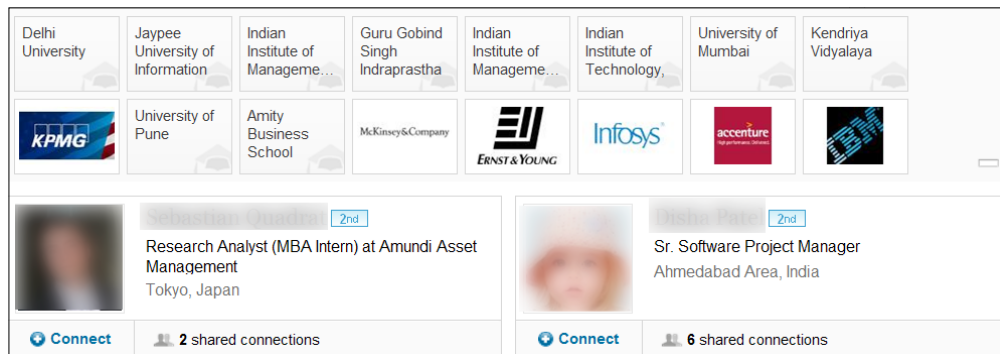 Delhi
University
Jaypee
University of
Information
Indian
Institute of
Manageme...
Guru Gobind
Singh
Indraprastha
Indian
Institute of
Manageme...
Indian
Institute of
Technology,
University of
Mumbai
Kendriya
Vidyalaya
KPMG
University of
Pune
Amity
Business
School
McKinsey&Company
ERNST & YOUNG
Infosys
accenture
High performance. Delivered.
IBM
2nd
Research Analyst (MBA Intern) at Amundi Asset
Management
Tokyo, Japan
Connect
2 shared connections
2nd
Sr. Software Project Manager
Ahmedabad Area, India
Connect
6 shared connections